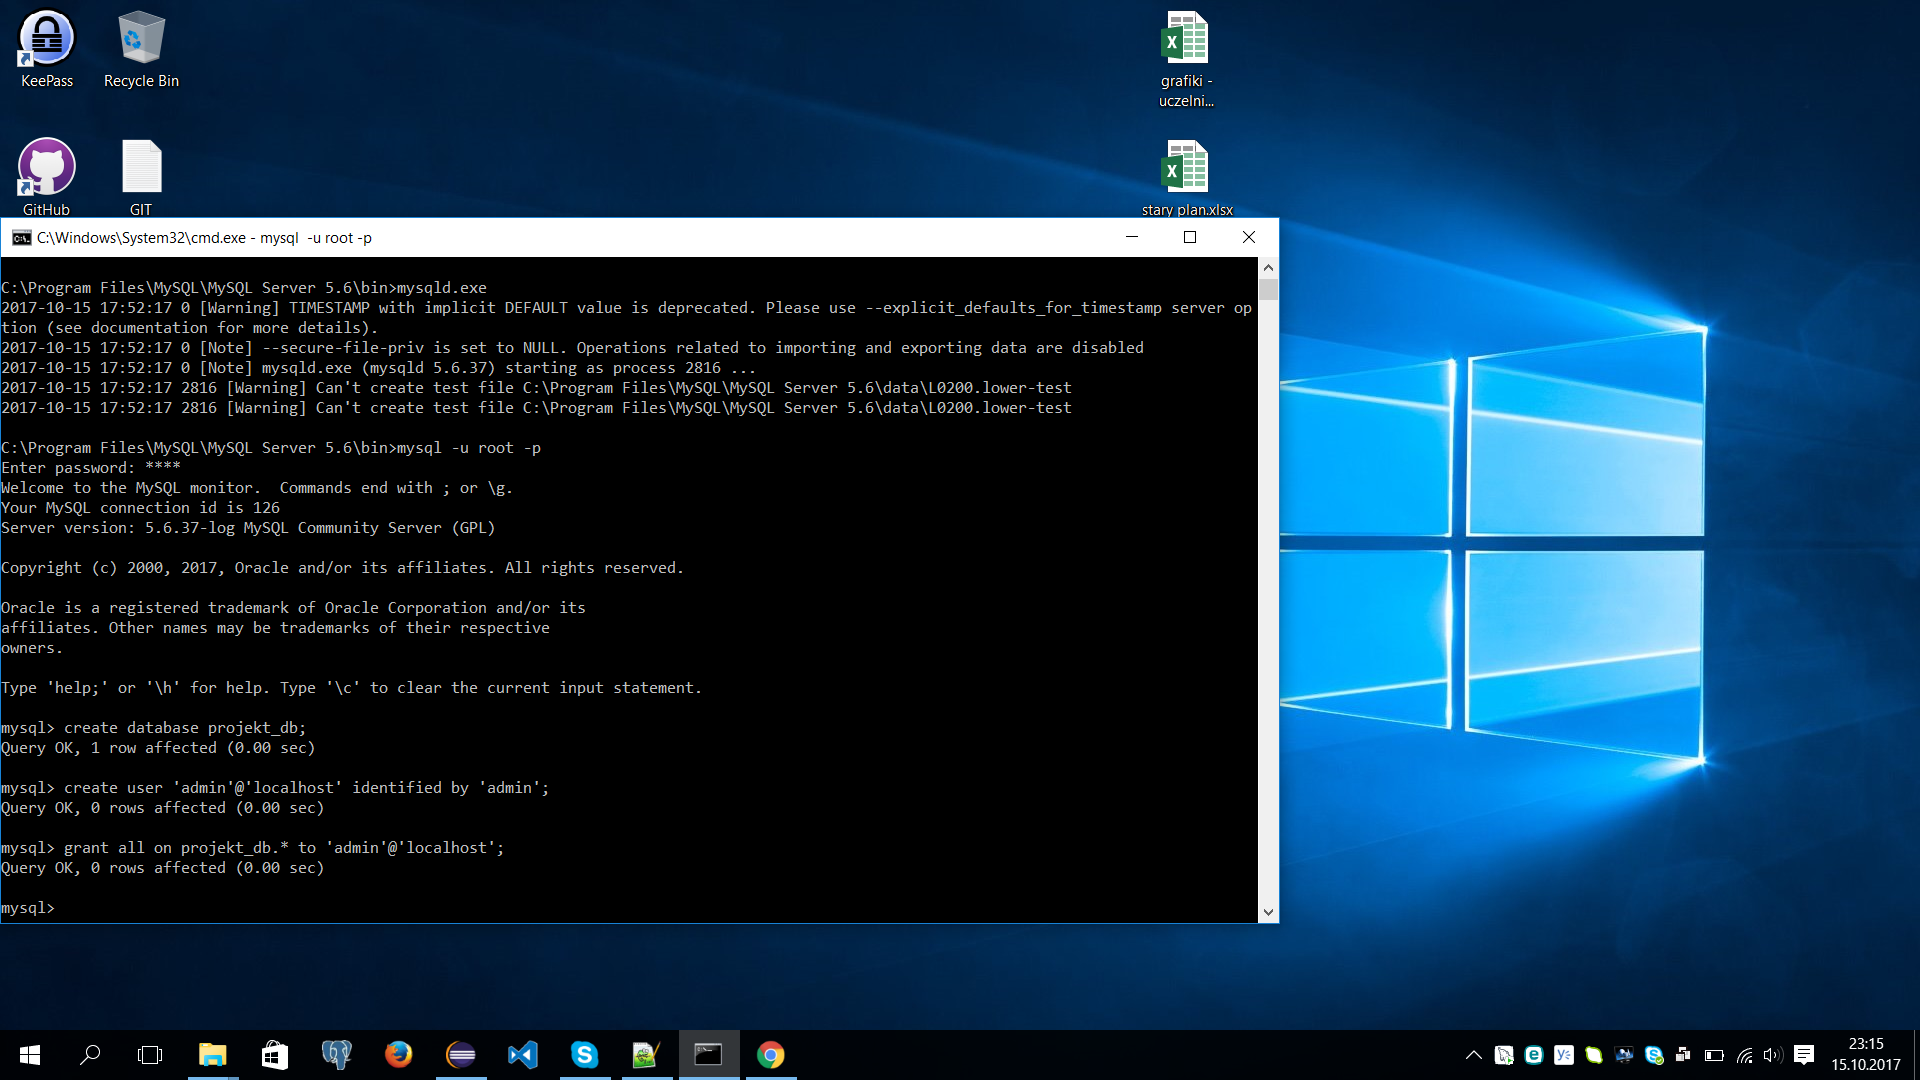 KeePass
Recycle Bin
grafiki -
uczelni...
GitHub
GIT
stary plan.xlsx
C:\Windows\System32\cmd.exe - mysql  -u root -p
C:\Program Files\MySQL\MySQL Server 5.6\bin>mysqld.exe
2017-10-15 17:52:17 0 [Warning] TIMESTAMP with implicit DEFAULT value is deprecated. Please use --explicit_defaults_for_timestamp server op
tion (see documentation for more details).
2017-10-15 17:52:17 0 [Note] --secure-file-priv is set to NULL. Operations related to importing and exporting data are disabled
2017-10-15 17:52:17 0 [Note] mysqld.exe (mysqld 5.6.37) starting as process 2816 ...
2017-10-15 17:52:17 2816 [Warning] Can't create test file C:\Program Files\MySQL\MySQL Server 5.6\data\L0200.lower-test
2017-10-15 17:52:17 2816 [Warning] Can't create test file C:\Program Files\MySQL\MySQL Server 5.6\data\L0200.lower-test
C:\Program Files\MySQL\MySQL Server 5.6\bin>mysql -u root -p
Enter password: ****
Welcome to the MySQL monitor.  Commands end with ; or \g.
Your MySQL connection id is 126
Server version: 5.6.37-log MySQL Community Server (GPL)
Copyright (c) 2000, 2017, Oracle and/or its affiliates. All rights reserved.
Oracle is a registered trademark of Oracle Corporation and/or its
affiliates. Other names may be trademarks of their respective
owners.
Type 'help;' or '\h' for help. Type '\c' to clear the current input statement.
mysql> create database projekt_db;
Query OK, 1 row affected (0.00 sec)
mysql> create user 'admin'@'localhost' identified by 'admin';
Query OK, 0 rows affected (0.00 sec)
mysql> grant all on projekt_db.* to 'admin'@'localhost';
Query OK, 0 rows affected (0.00 sec)
mysql>
23:15
15.10.2017